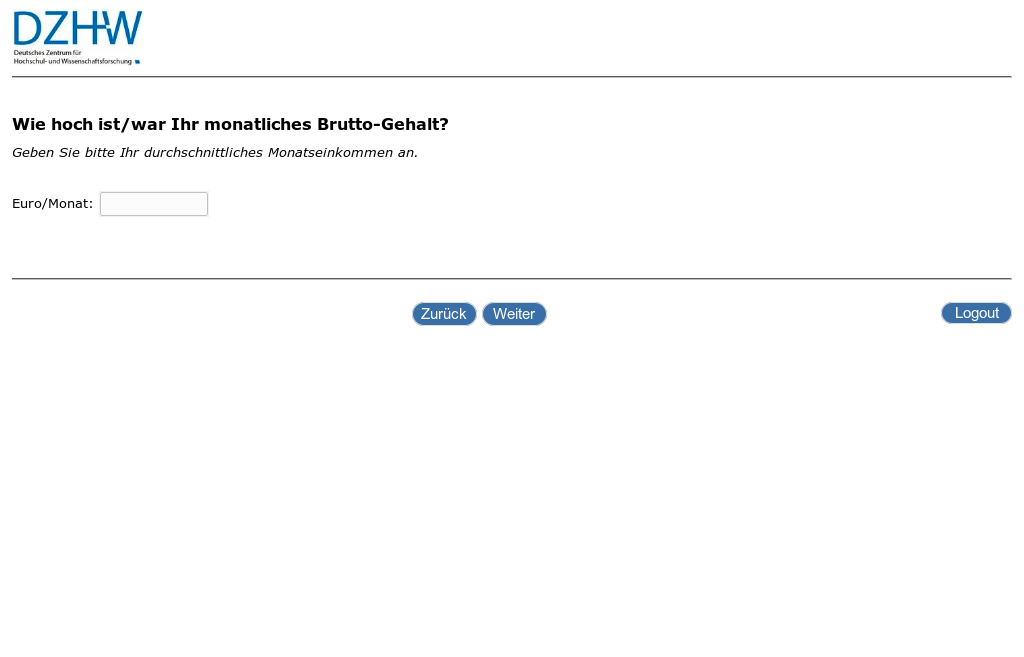 DZHW
Deutsches Zentrum für
Hochschul- und Wissenschaftsforschung
Wie hoch ist/war Ihr monatliches Brutto-Gehalt?
Geben Sie bitte Ihr durchschnittliches Monatseinkommen an.
Euro/Monat:
Zurück Weiter Logout